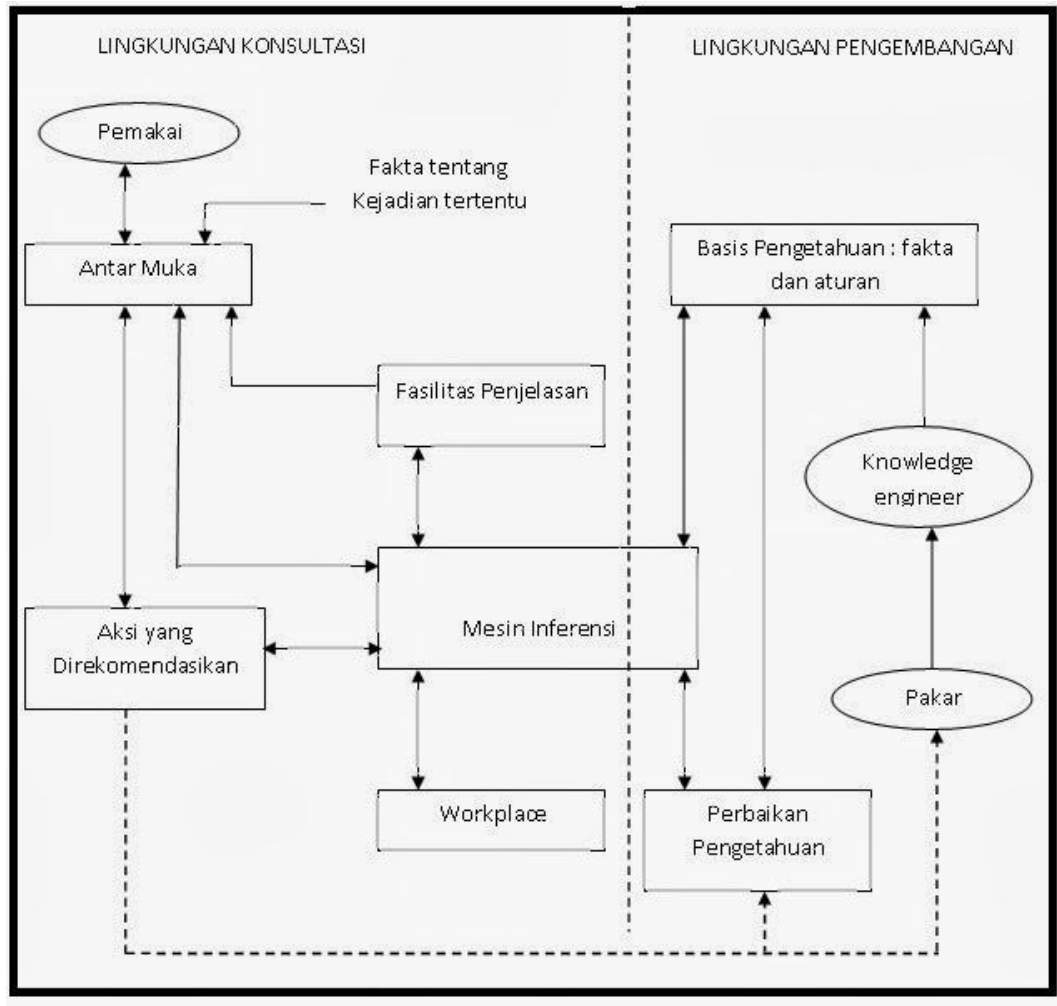 LINGKUNGAN KONSULTASI
LINGKUNGAN PENGEMBANGAN
Pemakai
Fakta tentang
Kejadian tertentu
Antar Muka
Basis Pengetahuan : fakta
dan aturan
Fasilitas Penjelasan
Knowledge
engineer
Mesin Inferensi
Aksi yang
Direkomendasikan
Pakar
Workplace
Perbaikan
Pengetahuan